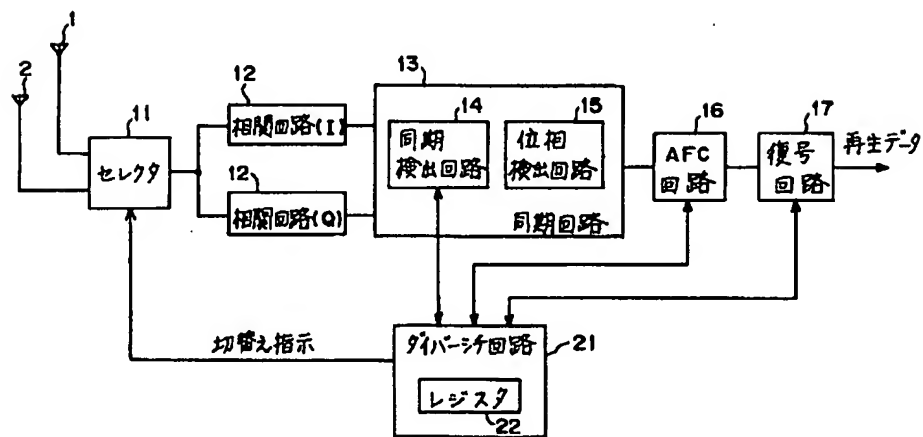 1
2
11
セレクタ
12
相関回路(I)
12
相関回路(Q)
13
14
同期
検出回路
15
位相
検出回路
同期回路
16
AFC
回路
17
復号
回路
再生データ
切替え指示
ダイバーシチ回路
21
レジスタ
22